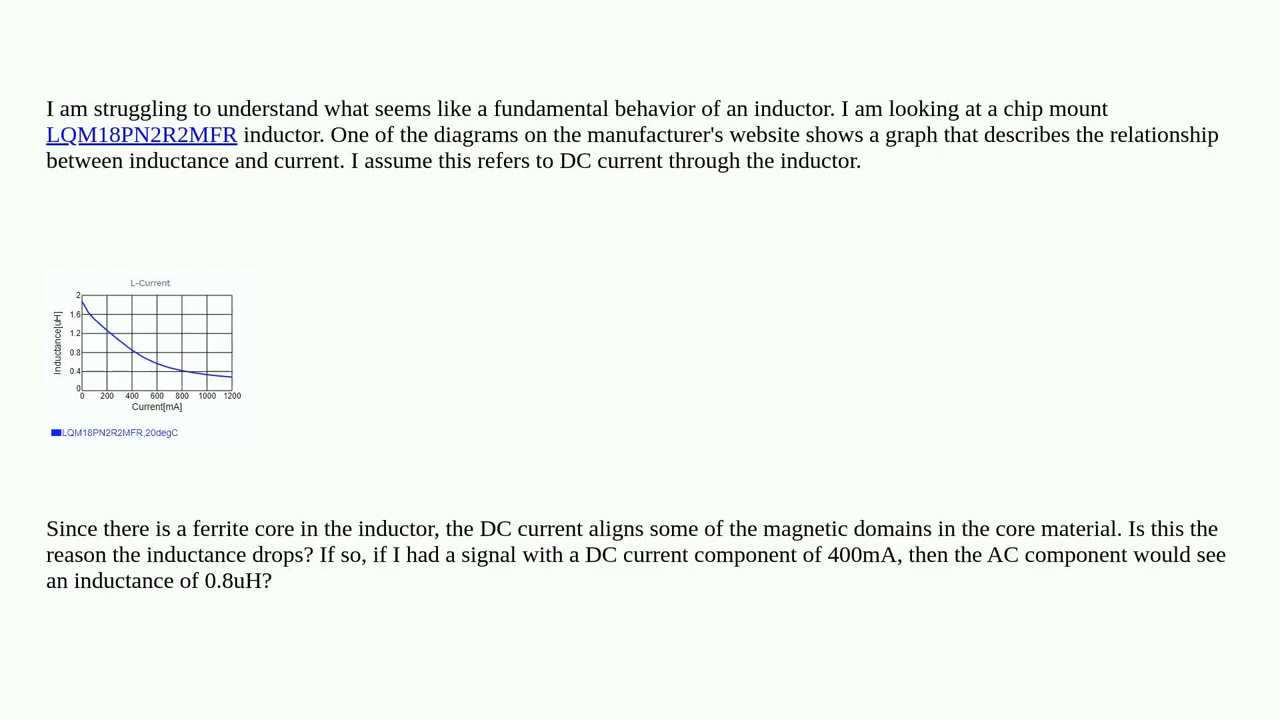 I am struggling to understand what seems like a fundamental behavior of an inductor. I am looking at a chip mount
LQM18PN2R2MFR inductor. One of the diagrams on the manufacturer's website shows a graph that describes the relationship
between inductance and current. I assume this refers to DC current through the inductor.
L-Current
Inductance[uH]
2
1.6
1.2
0.8
0.4
0
0 200 400 600 800 1000 1200
Current[mA]
LQM18PN2R2MFR,20degC
Since there is a ferrite core in the inductor, the DC current aligns some of the magnetic domains in the core material. Is this the
reason the inductance drops? If so, if I had a signal with a DC current component of 400mA, then the AC component would see
an inductance of 0.8uH?